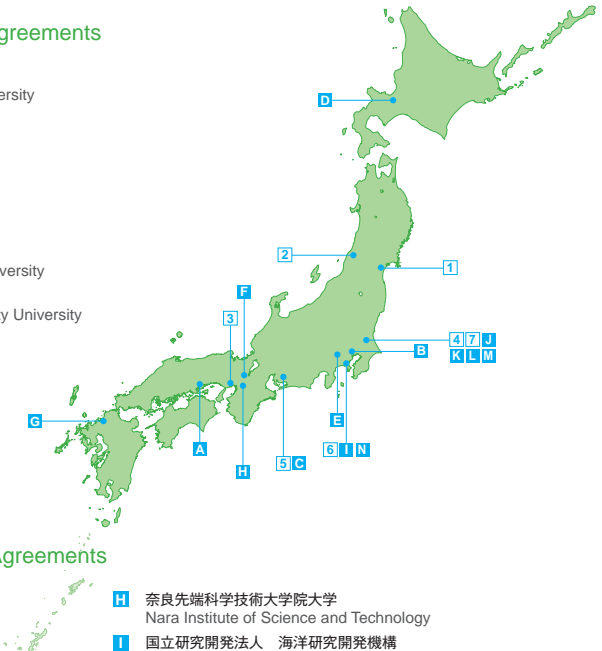 greements
ersity
D
2
1
versity
F
ty University
3
4 7 J
B
K L M
G
E
A
6 I N
5 C
H
Agreements
H 奈良先端科学技術大学院大学
Nara Institute of Science and Technology
I 国立研究開発法人 海洋研究開発機構